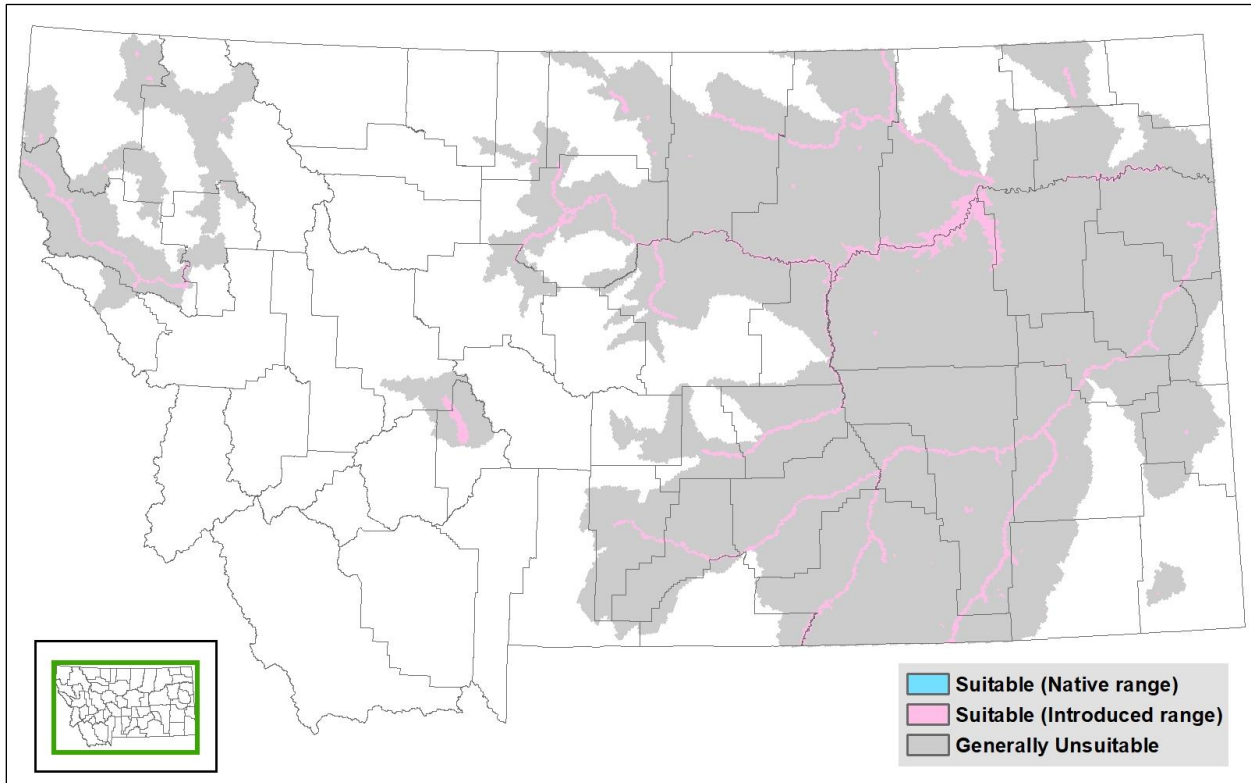 Suitable (Native range)
Suitable (Introduced range)
Generally Unsuitable